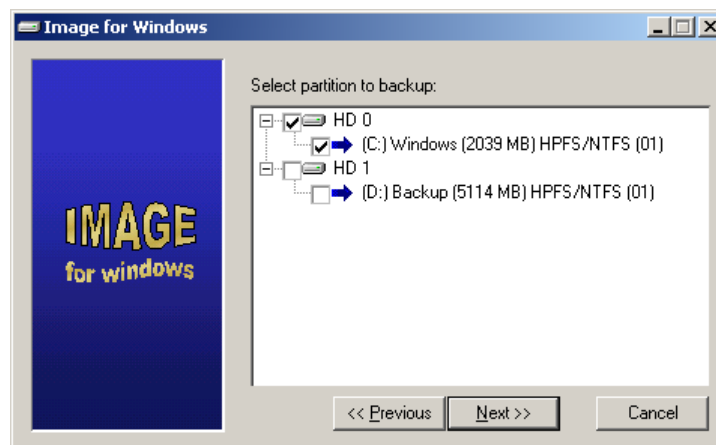 Image for Windows
Select partition to backup:
HD 0
(C:) Windows (2039 MB) HPFS/NTFS (01)
HD 1
(D:) Backup (5114 MB) HPFS/NTFS (01)
IMAGE
for windows
<< Previous
Next >>
Cancel